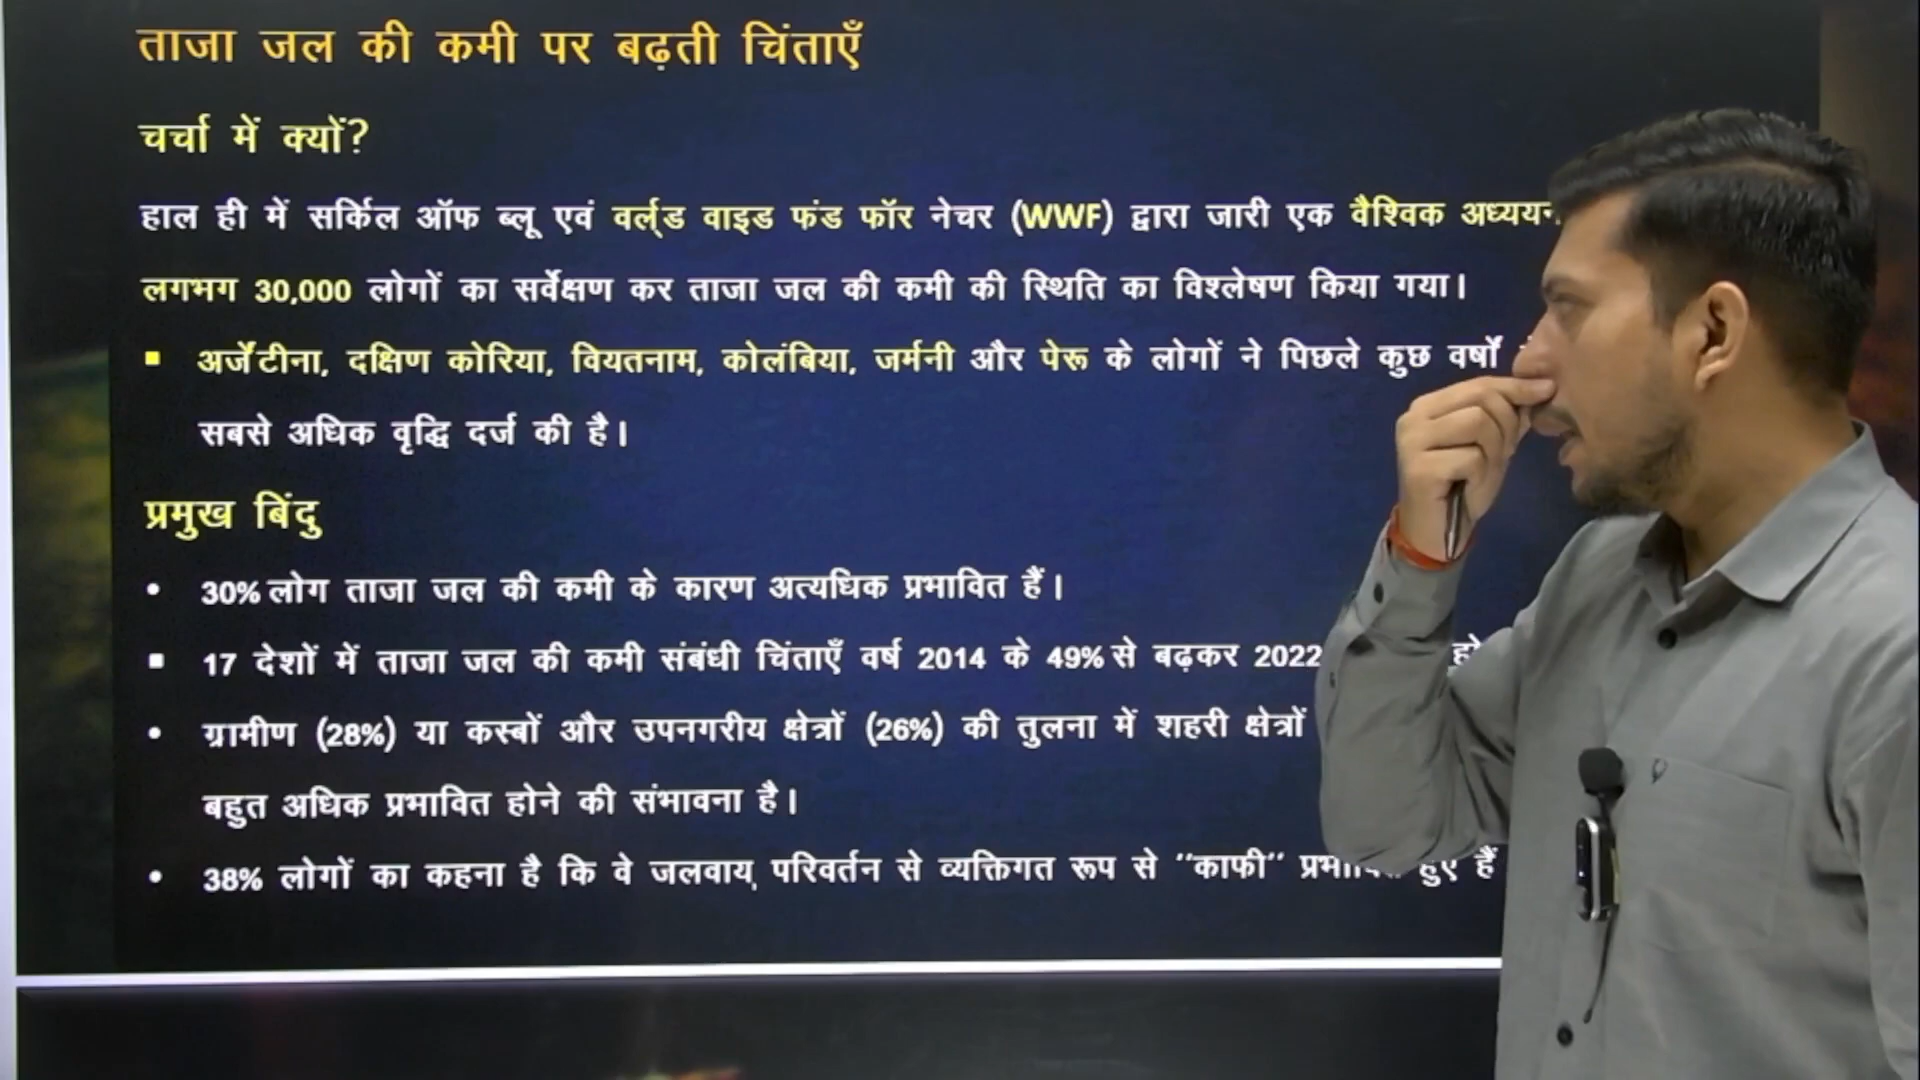 ताजा जल की कमी पर बढ़ती चिंताएँ
चर्चा में क्यों?
हाल ही में सर्किल ऑफ ब्लू एवं वर्ल्ड वाइड फंड फॉर नेचर (WWF) द्वारा जारी एक वैश्विक अध्ययन
लगभग 30,000 लोगों का सर्वेक्षण कर ताजा जल की कमी की स्थिति का विश्लेषण किया गया।
▪ अर्जेंटीना, दक्षिण कोरिया, वियतनाम, कोलंबिया, जर्मनी और पेरू के लोगों ने पिछले कुछ वर्षों
सबसे अधिक वृद्धि दर्ज की है।
प्रमुख बिंदु
• 30% लोग ताजा जल की कमी के कारण अत्यधिक प्रभावित हैं।
▪ 17 देशों में ताजा जल की कमी संबंधी चिंताएँ वर्ष 2014 के 49% से बढ़कर 2022
• ग्रामीण (28%) या कस्बों और उपनगरीय क्षेत्रों (26%) की तुलना में शहरी क्षेत्रों
बहुत अधिक प्रभावित होने की संभावना है।
• 38% लोगों का कहना है कि वे जलवायु परिवर्तन से व्यक्तिगत रूप से "काफी" हुए हैं